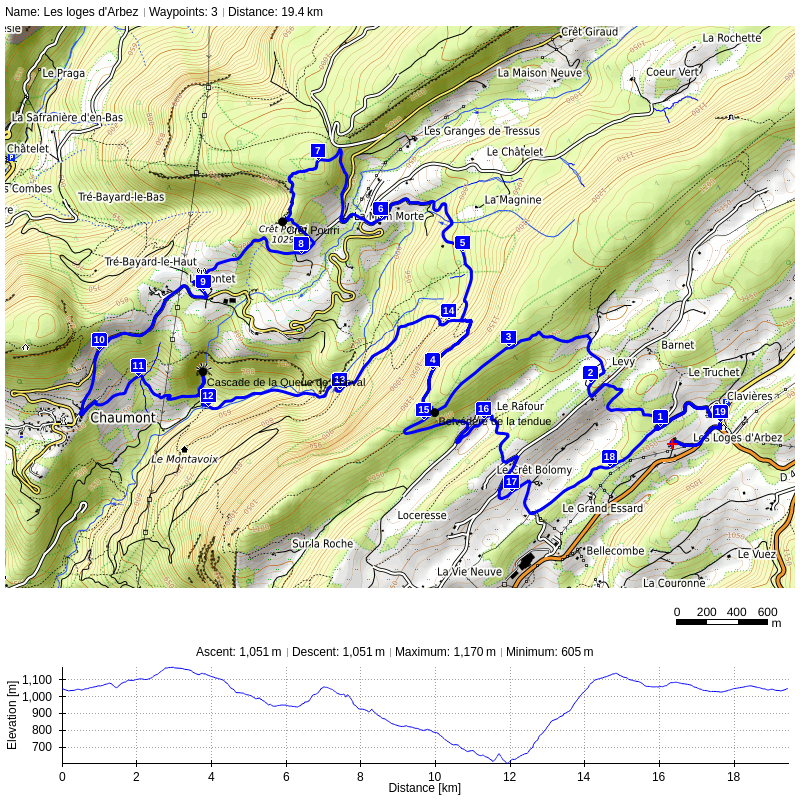 Name: Les loges d'Arbez | Waypoints: 3 | Distance: 19.4 km
Crêt Giraud
La Rochette
Le Praga
La Maison Neuve
Coeur Vert
La Safranière d'en-Bas
Les Granges de Tressus
Châtelet
P
7
Le Châtelet
s Combes
Tré-Bayard-le-Bas
La Magnine
6
La Main Morte
Crêt Pourri
1025
8
5
Tré-Bayard-le-Haut
9
14
10
3
Barnet
4
Levy
11
2
Le Truchet
13
Cascade de la Queue de Cheval
12
Clavières
Chaumont
15
16
Le Rafour
1
19
Belvédère de la tendue
Les Loges d'Arbez
Le Montavoix
18
Le Crêt Bolomy
17
D 4
Le Grand Essard
Loceresse
Sur la Roche
Bellecombe
Le Vuez
La Vie Neuve
La Couronne
0 200 400 600
m
Ascent: 1,051 m | Descent: 1,051 m | Maximum: 1,170 m | Minimum: 605 m
Elevation [m]
1,100
1,000
900
800
700
0 2 4 6 8 10 12 14 16 18
Distance [km]